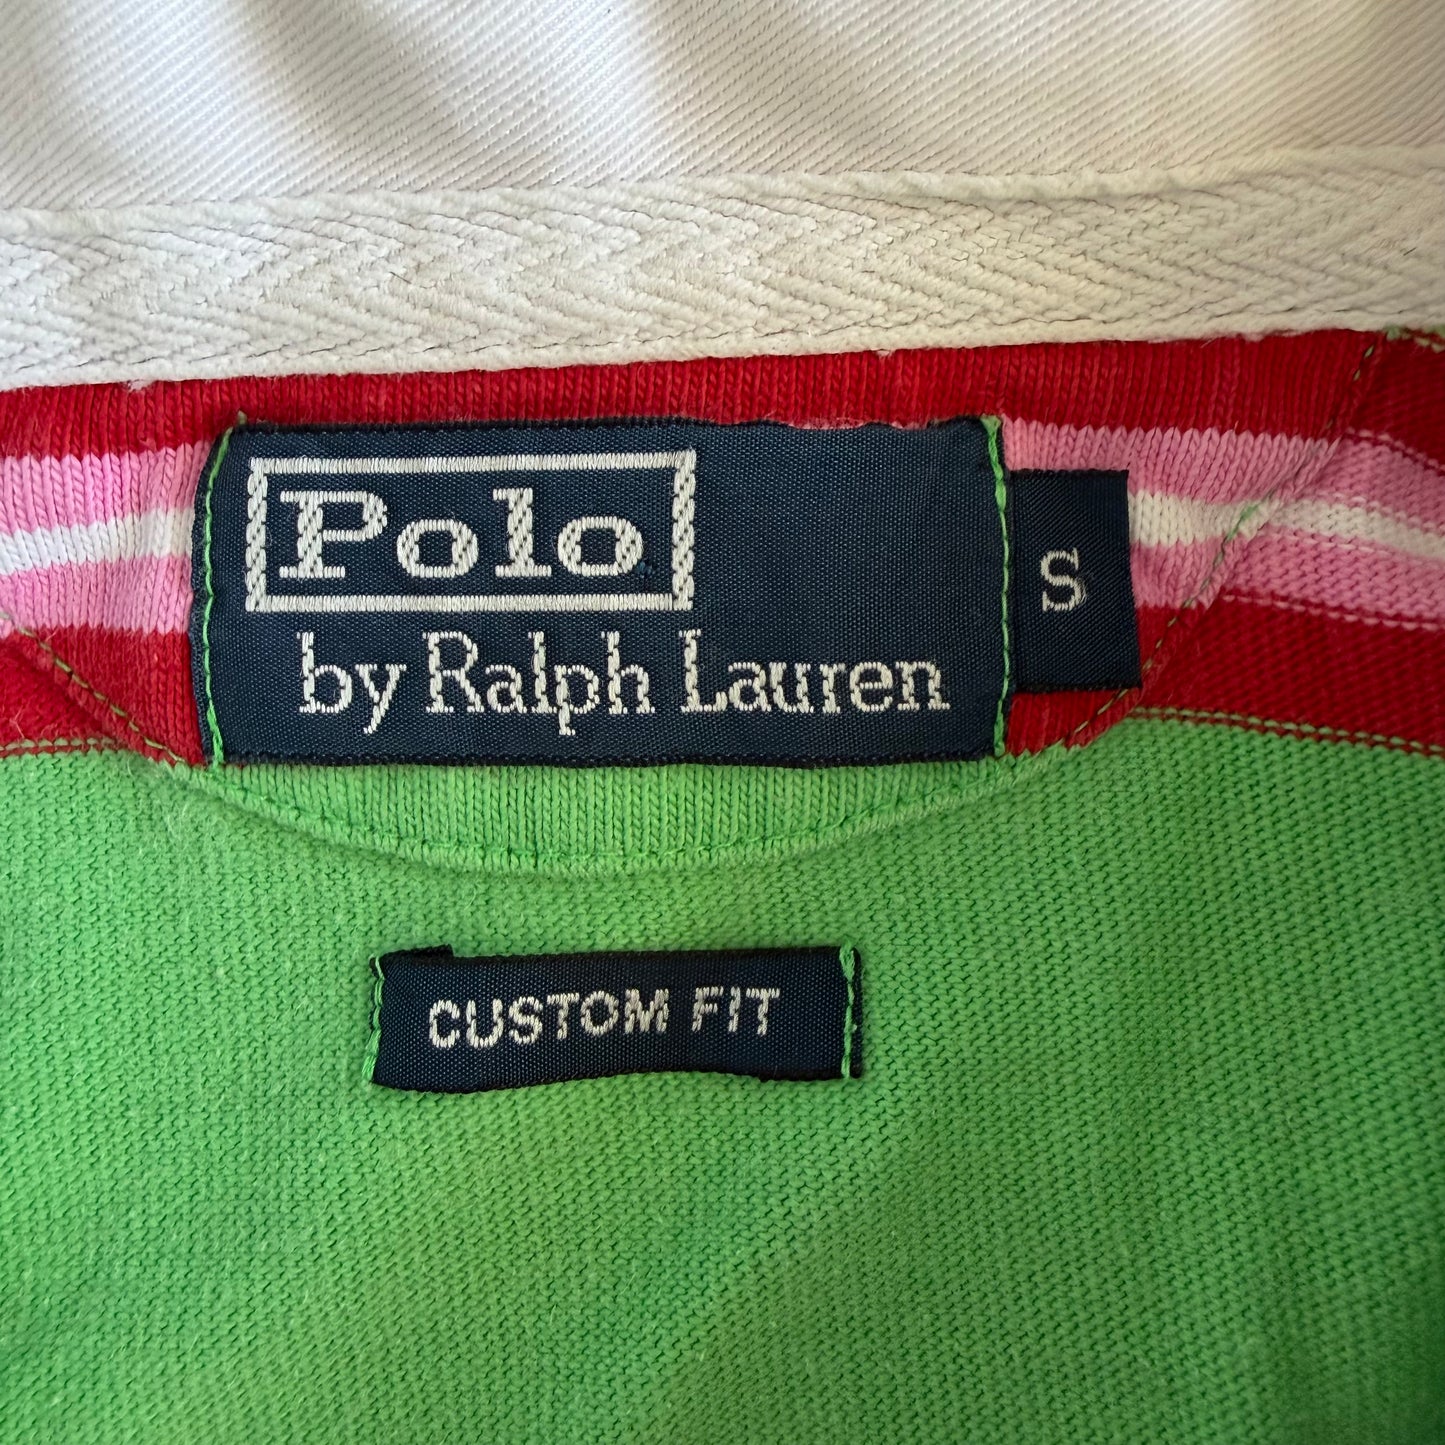 Polo
by Ralph Lauren
S
CUSTOM FIT